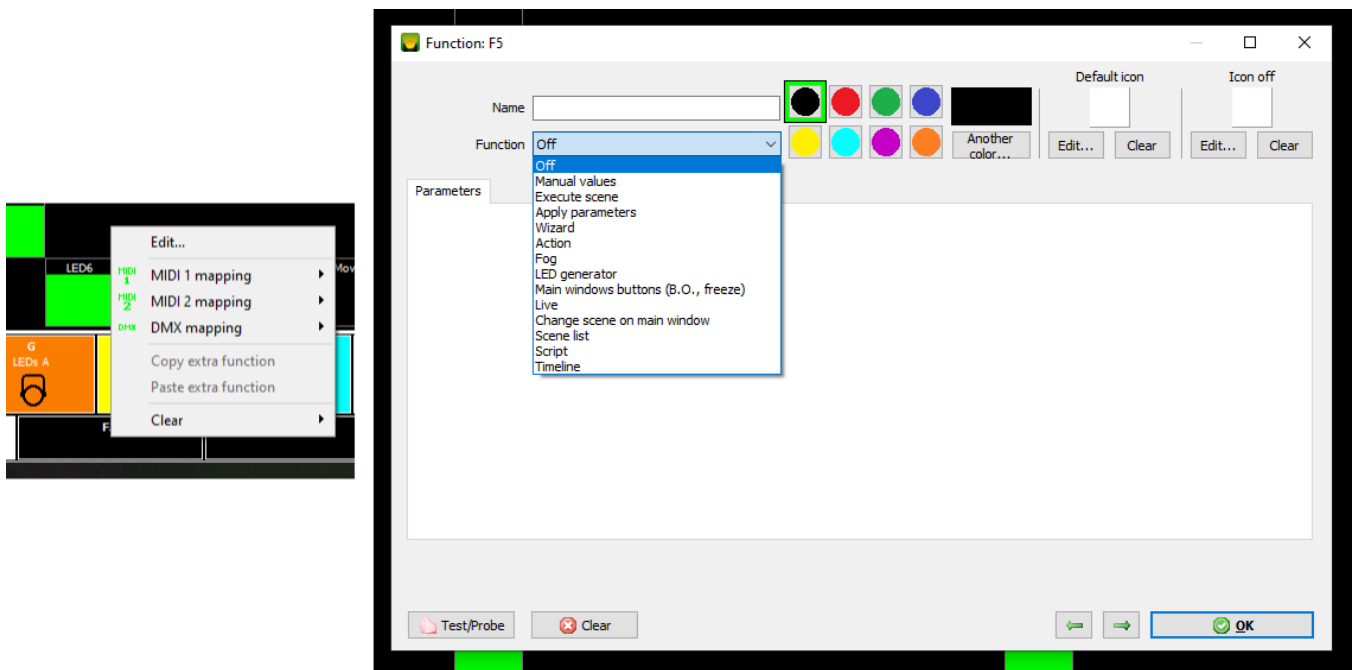 LED6
Mov
G
LEDs A
F
Edit...
MIDI 1 MIDI 1 mapping
MIDI 2 MIDI 2 mapping
DMX DMX mapping
Copy extra function
Paste extra function
Clear
Function: F5
Default icon
Icon off
Name
Function Off
Another
color...
Edit... Clear
Edit... Clear
Off
Manual values
Execute scene
Apply parameters
Wizard
Action
Fog
LED generator
Main windows buttons (B.O., freeze)
Live
Change scene on main window
Scene list
Script
Timeline
Parameters
Test/Probe
Clear
OK